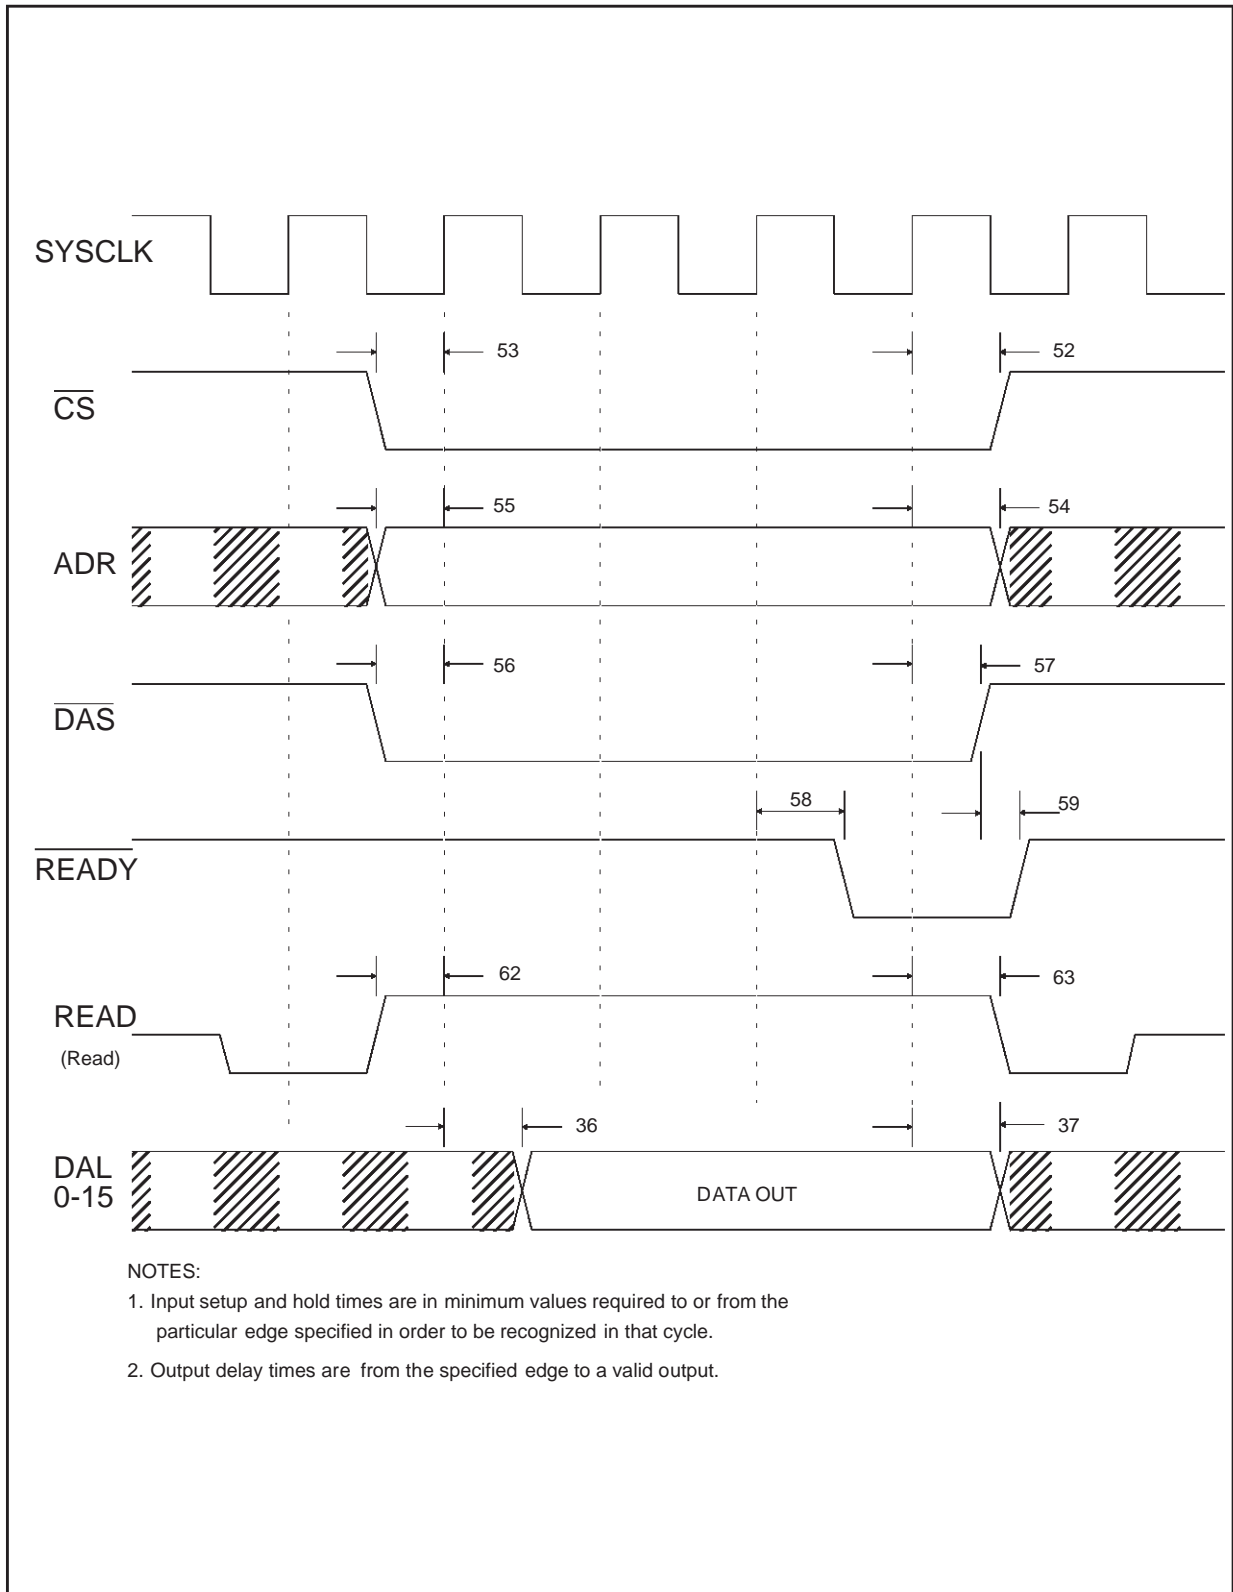 SYSCLK
53
52
CS
55
54
ADR
56
57
DAS
58
59
READY
62
63
READ
(Read)
36
37
DAL
0-15
DATA OUT
NOTES:
1. Input setup and hold times are in minimum values required to or from the
particular edge specified in order to be recognized in that cycle.
2. Output delay times are from the specified edge to a valid output.